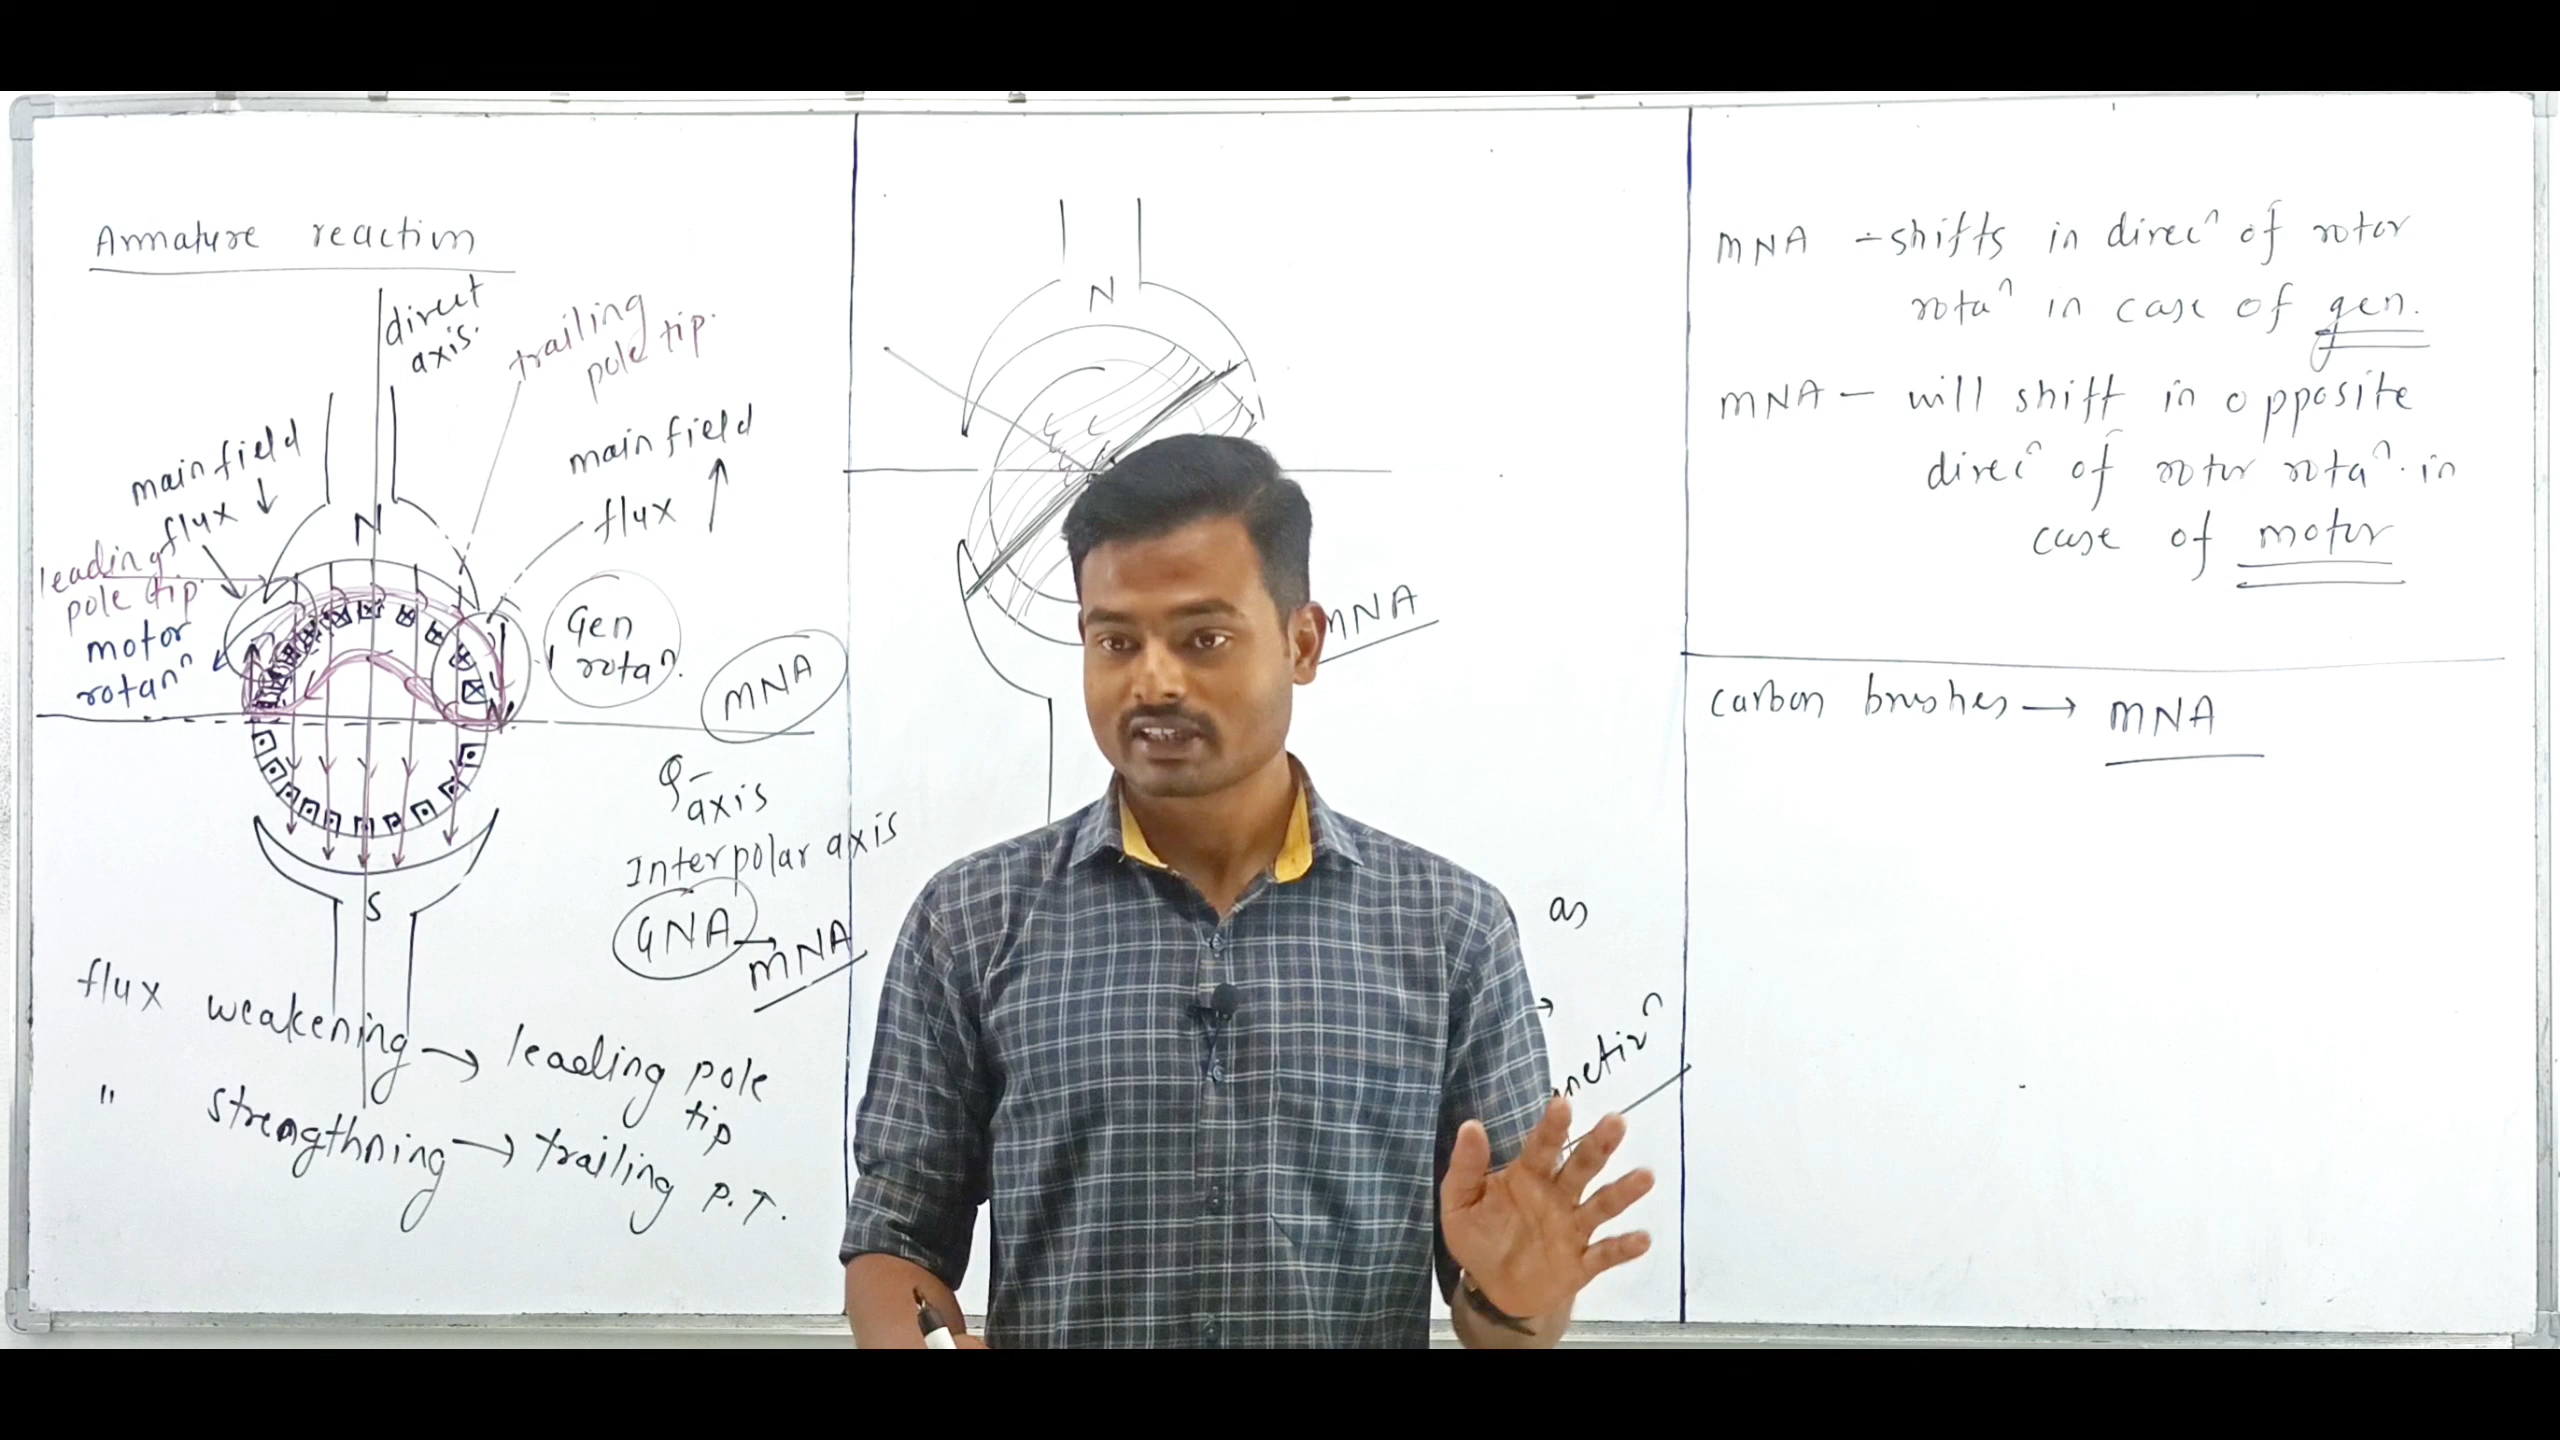 Armature reaction
direct
axis.
trailing
pole tip.
main field
flux ↓
main field
flux ↑
N
leading
pole tip
motor
rotanⁿ
Gen
rotaⁿ.
MNA
Q-
axis
Interpolar axis
GNA → MNA
S
flux weakening → leading pole
tip
" strengthning → trailing P.T.
N
MNA
as
→
MNA - shifts in direcⁿ of rotor
rotaⁿ in case of gen.
MNA - will shift in opposite
direcⁿ of rotor rotaⁿ. in
case of motor
carbon brushes → MNA